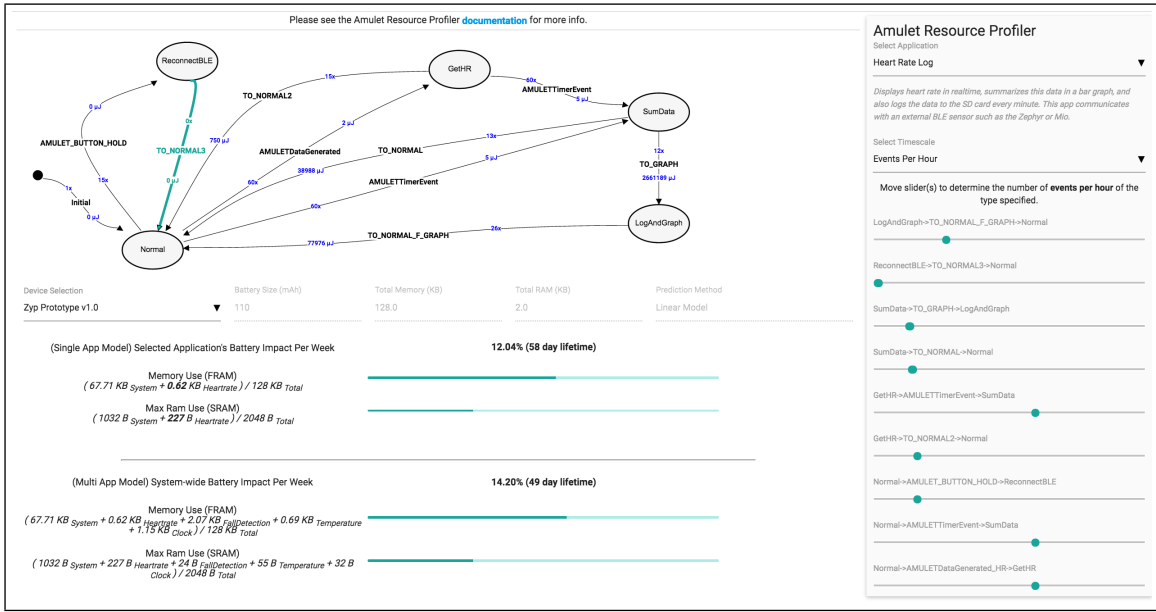 Please see the Amulet Resource Profiler documentation for more info.
ReconnectBLE
GetHR
15x
60x
AMULETTimerEvent
5 µJ
TO_NORMAL2
0 µJ
SumData
0x
2 µJ
13x
AMULET_BUTTON_HOLD
TO_NORMAL3
750 µJ
AMULETDataGenerated
TO_NORMAL
5 µJ
12x
TO_GRAPH
38988 µJ
2661189 µJ
0 µJ
15x
60x
AMULETTimerEvent
1x
Initial
60x
0 µJ
LogAndGraph
TO_NORMAL_F_GRAPH
26x
77976 µJ
Normal
Device Selection
Zyp Prototype v1.0
Battery Size (mAh)
110
Total Memory (KB)
128.0
Total RAM (KB)
2.0
Prediction Method
Linear Model
(Single App Model) Selected Application's Battery Impact Per Week
12.04% (58 day lifetime)
Memory Use (FRAM)
( 67.71 KB System + 0.62 KB Heartrate ) / 128 KB Total
Max Ram Use (SRAM)
( 1032 B System + 227 B Heartrate ) / 2048 B Total
(Multi App Model) System-wide Battery Impact Per Week
14.20% (49 day lifetime)
Memory Use (FRAM)
( 67.71 KB System + 0.62 KB Heartrate + 2.07 KB FallDetection + 0.69 KB Temperature
+ 1.15 KB Clock ) / 128 KB Total
Max Ram Use (SRAM)
( 1032 B System + 227 B Heartrate + 24 B FallDetection + 55 B Temperature + 32 B
Clock ) / 2048 B Total
Amulet Resource Profiler
Select Application
Heart Rate Log
Displays heart rate in realtime, summarizes this data in a bar graph, and
also logs the data to the SD card every minute. This app communicates
with an external BLE sensor such as the Zephyr or Mio.
Select Timescale
Events Per Hour
Move slider(s) to determine the number of events per hour of the
type specified.
LogAndGraph->TO_NORMAL_F_GRAPH->Normal
ReconnectBLE->TO_NORMAL3->Normal
SumData->TO_GRAPH->LogAndGraph
SumData->TO_NORMAL->Normal
GetHR->AMULETTimerEvent->SumData
GetHR->TO_NORMAL2->Normal
Normal->AMULET_BUTTON_HOLD->ReconnectBLE
Normal->AMULETTimerEvent->SumData
Normal->AMULETDataGenerated_HR->GetHR